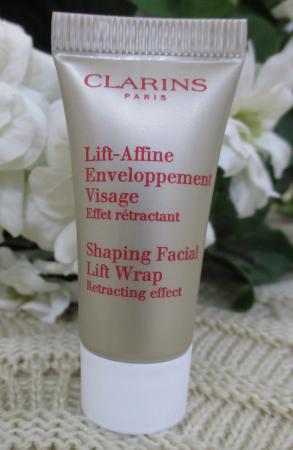 CLARINS
PARIS
Lift-Affine
Enveloppement
Visage
Effet rétractant
Shaping Facial
Lift Wrap
Retracting effect